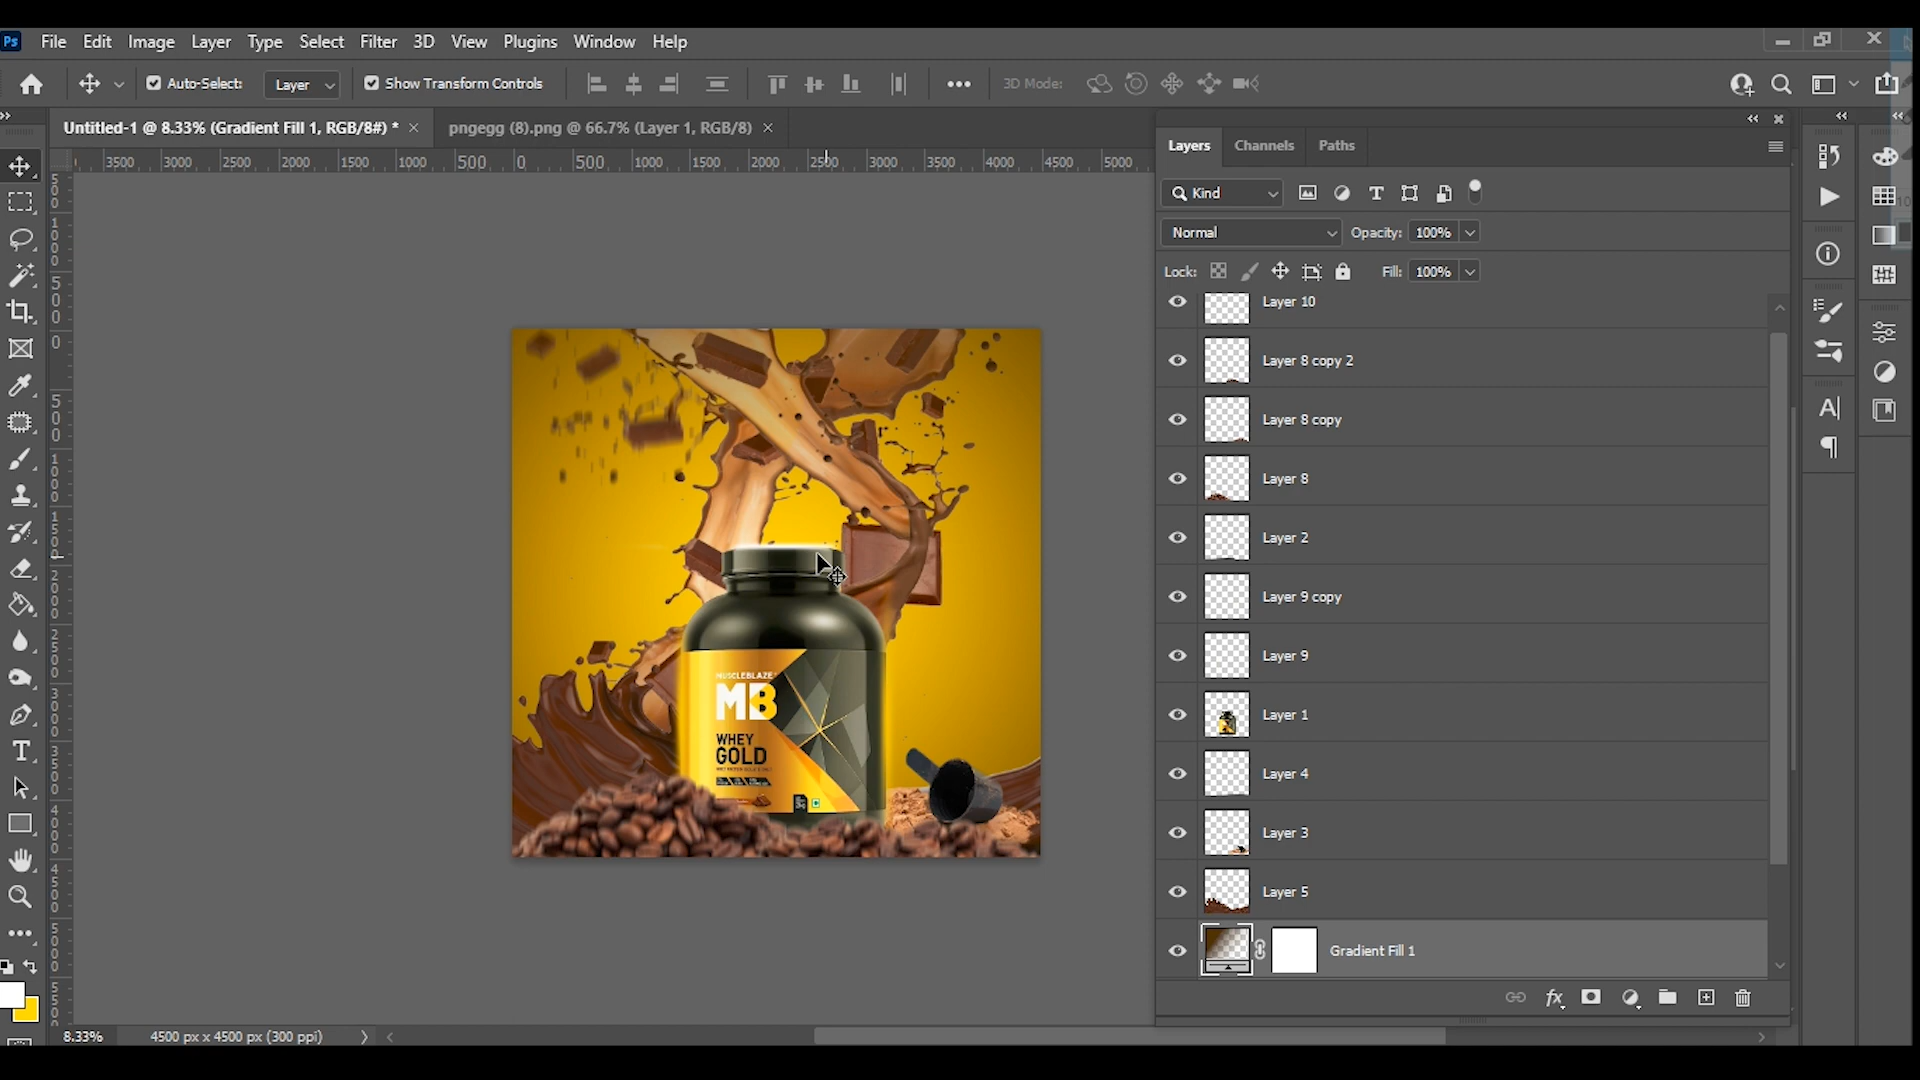 Ps File Edit Image Layer Type Select Filter 3D View Plugins Window Help
Auto-Select: Layer Show Transform Controls 3D Mode:
Untitled-1 @ 8.33% (Gradient Fill 1, RGB/8#) * × pngegg (8).png @ 66.7% (Layer 1, RGB/8) ×
3500 3000 2500 2000 1500 1000 500 0 500 1000 1500 2000 2500 3000 3500 4000 4500 5000
Layers Channels Paths
Kind
Normal Opacity: 100%
Lock: Fill: 100%
Layer 10
Layer 8 copy 2
Layer 8 copy
Layer 8
Layer 2
Layer 9 copy
Layer 9
Layer 1
Layer 4
Layer 3
Layer 5
Gradient Fill 1
MUSCLEBLAZE
MB
WHEY
GOLD
8.33% 4500 px x 4500 px (300 ppi)